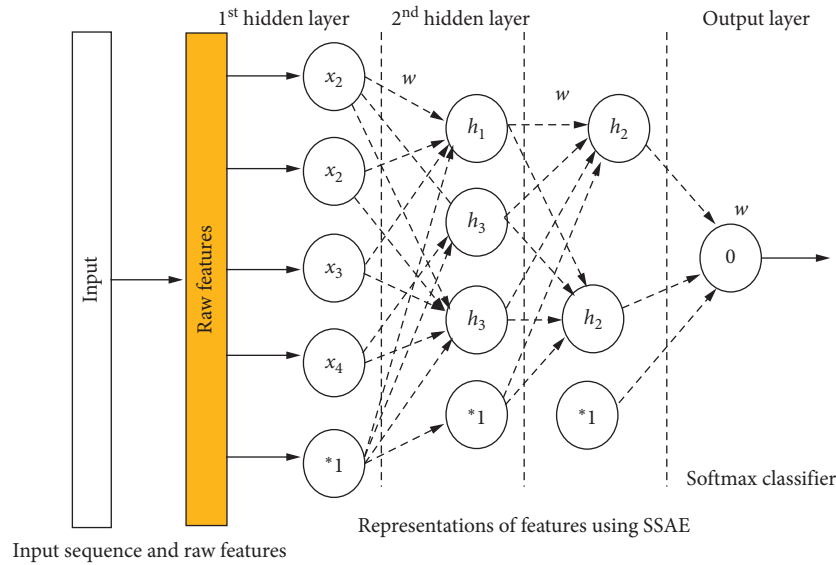 1st hidden layer
2nd hidden layer
Output layer
Input
Raw features
x2
x2
x3
x4
*1
w
h1
h3
h3
*1
w
h2
h2
*1
w
0
Softmax classifier
Representations of features using SSAE
Input sequence and raw features